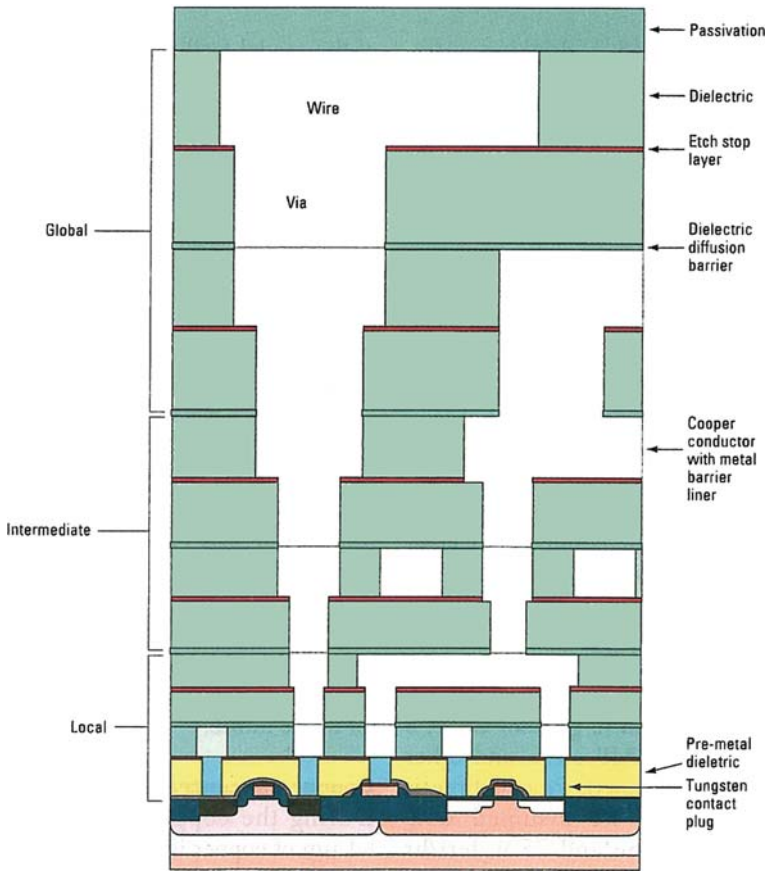 Passivation
Dielectric
Wire
Etch stop
layer
Via
Global
Dielectric
diffusion
barrier
Cooper
conductor
with metal
barrier
liner
Intermediate
Local
Pre-metal
dieletric
Tungsten
contact
plug